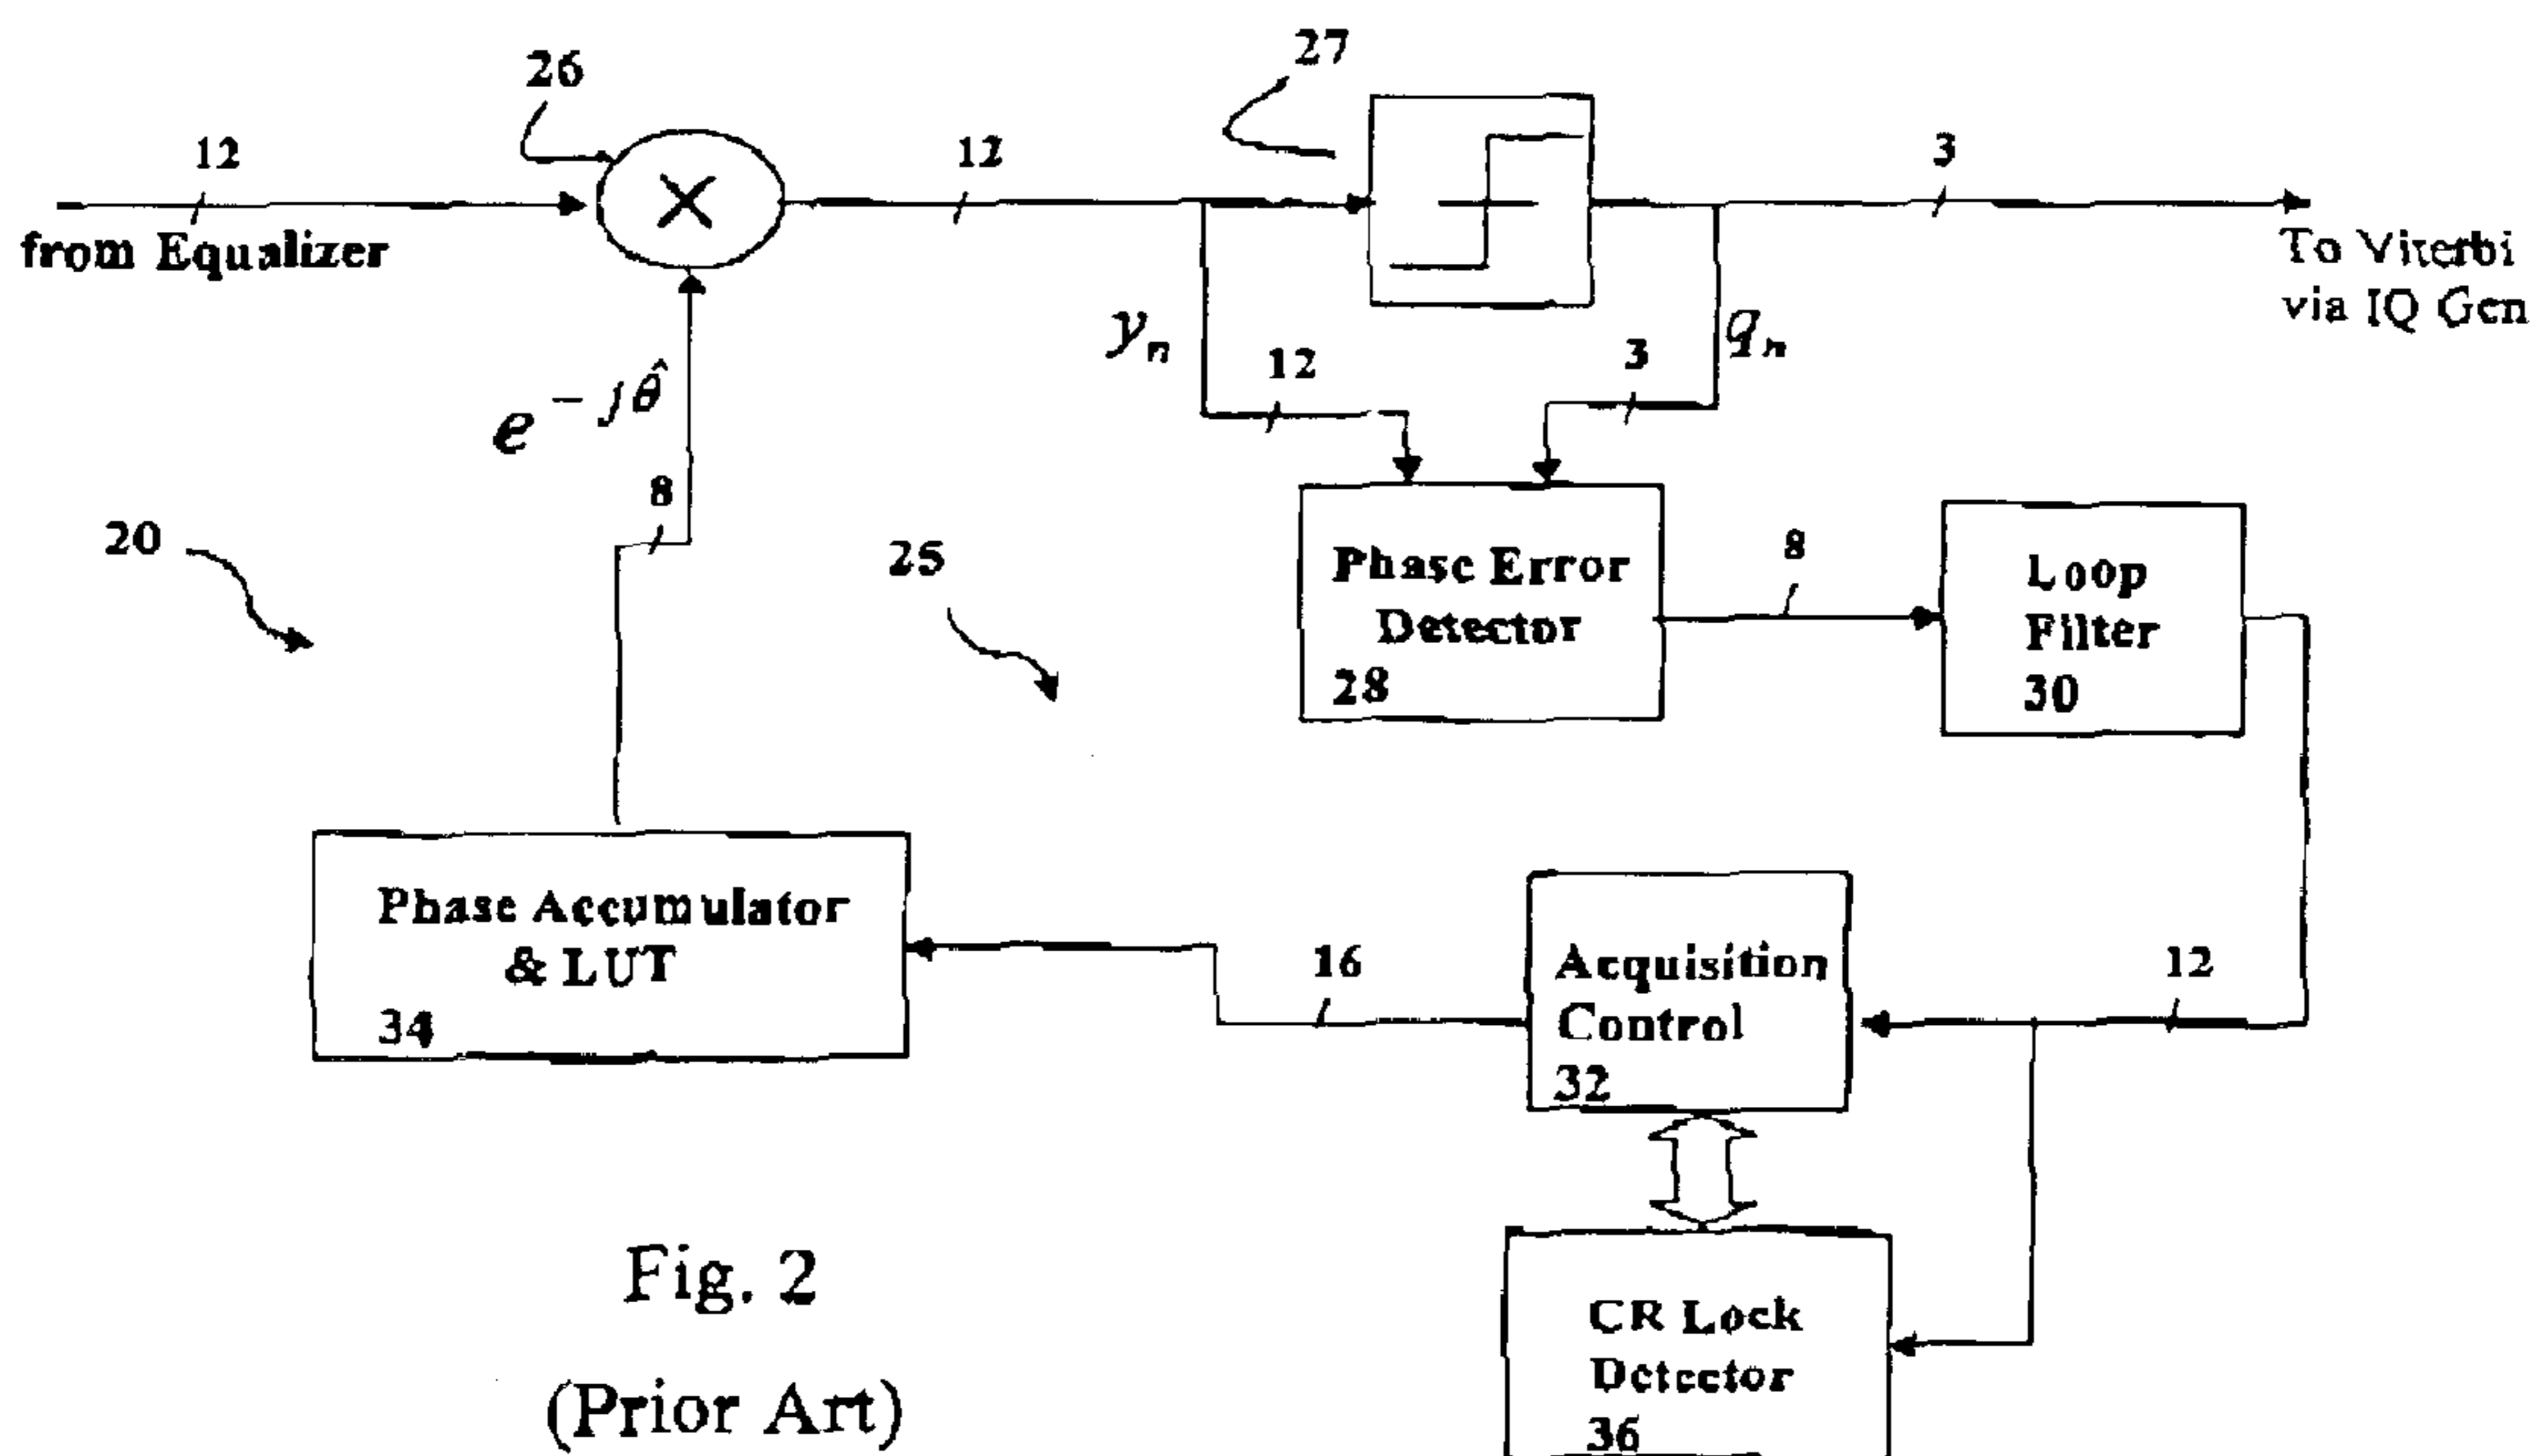 26
27
12
12
3
from Equalizer
To Viterbi
via IQ Gen
y_n
q_n
12
3
e^{-jθ̂}
8
20
25
Phase Error
Detector
28
8
Loop
Filter
30
Phase Accumulator
& LUT
34
16
Acquisition
Control
32
12
Fig. 2
(Prior Art)
CR Lock
Detector
36